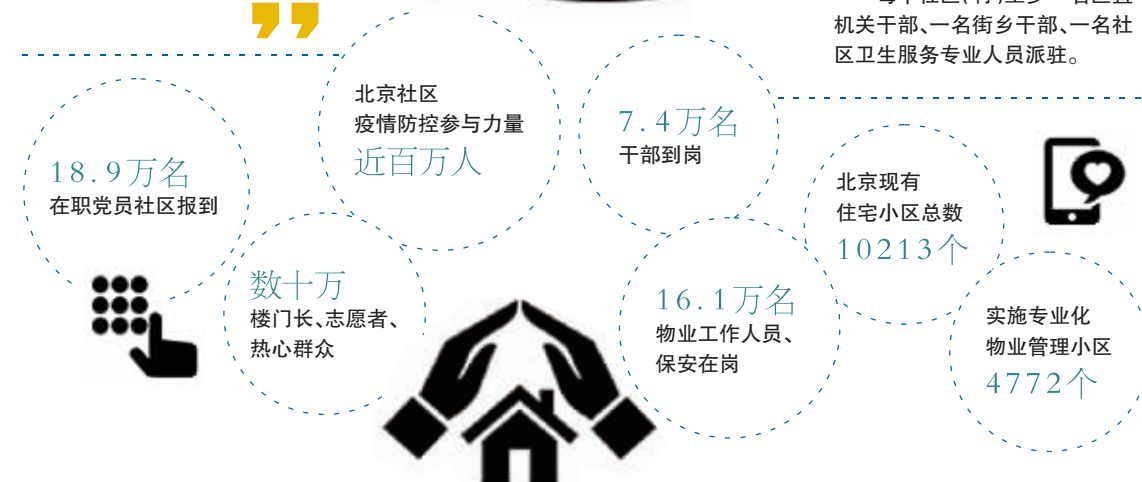 机关干部、一名街乡干部、一名社
区卫生服务专业人员派驻。
北京社区
疫情防控参与力量
近百万人
7.4万名
干部到岗
18.9万名
在职党员社区报到
北京现有
住宅小区总数
10213个
数十万
楼门长、志愿者、
热心群众
16.1万名
物业工作人员、
保安在岗
实施专业化
物业管理小区
4772个